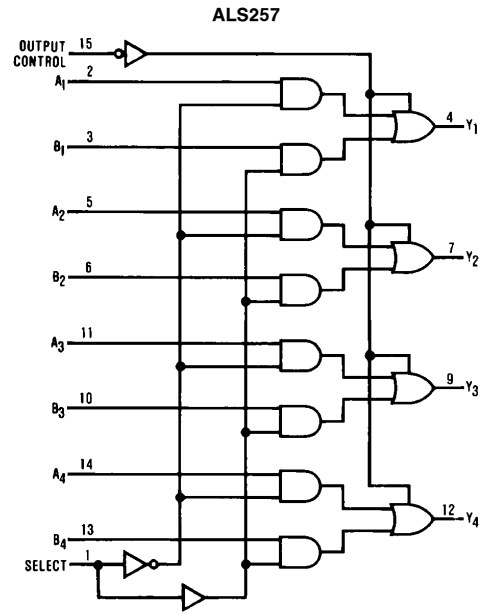 ALS257
OUTPUT CONTROL 15
A1 2
4 Y1
B1 3
A2 5
7 Y2
B2 6
A3 11
9 Y3
B3 10
A4 14
12 Y4
B4 13
SELECT 1